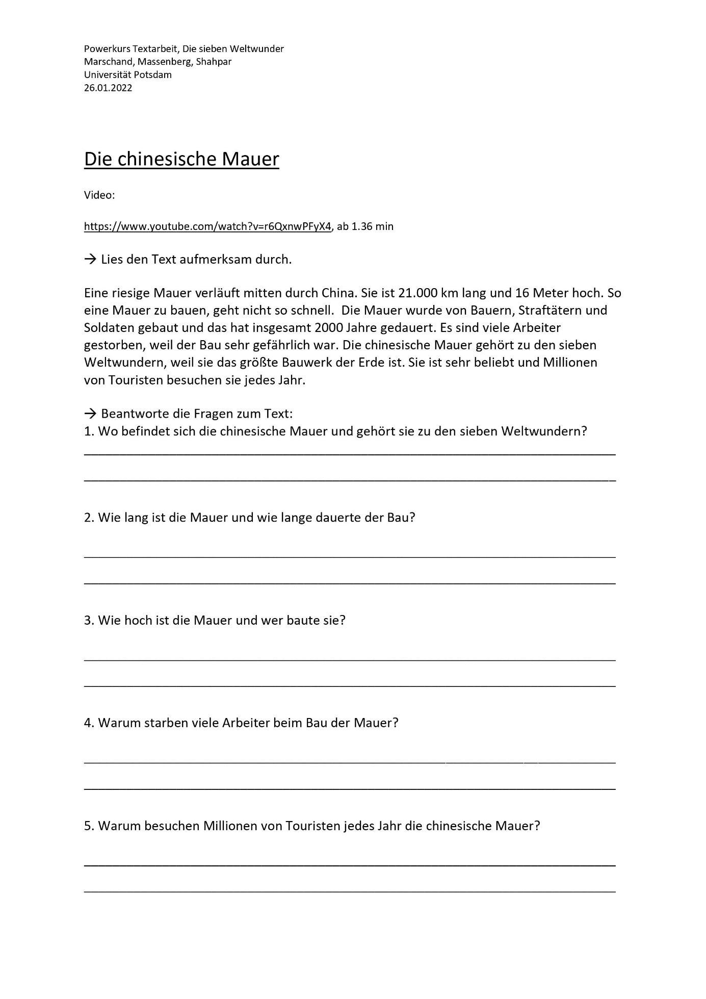 Powerkurs Textarbeit, Die sieben Weltwunder
Marschand, Massenberg, Shahpar
Universität Potsdam
26.01.2022
Die chinesische Mauer
Video:
https://www.youtube.com/watch?v=r6QxnwPFyX4, ab 1.36 min
→ Lies den Text aufmerksam durch.
Eine riesige Mauer verläuft mitten durch China. Sie ist 21.000 km lang und 16 Meter hoch. So
eine Mauer zu bauen, geht nicht so schnell.  Die Mauer wurde von Bauern, Straftätern und
Soldaten gebaut und das hat insgesamt 2000 Jahre gedauert. Es sind viele Arbeiter
gestorben, weil der Bau sehr gefährlich war. Die chinesische Mauer gehört zu den sieben
Weltwundern, weil sie das größte Bauwerk der Erde ist. Sie ist sehr beliebt und Millionen
von Touristen besuchen sie jedes Jahr.
→ Beantworte die Fragen zum Text:
1. Wo befindet sich die chinesische Mauer und gehört sie zu den sieben Weltwundern?
2. Wie lang ist die Mauer und wie lange dauerte der Bau?
3. Wie hoch ist die Mauer und wer baute sie?
4. Warum starben viele Arbeiter beim Bau der Mauer?
5. Warum besuchen Millionen von Touristen jedes Jahr die chinesische Mauer?